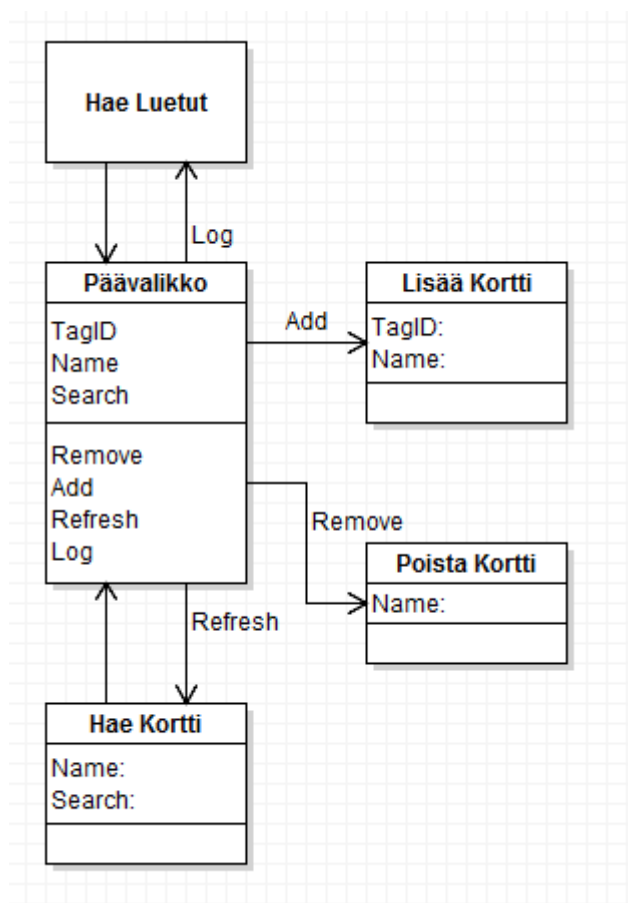 Hae Luetut
Log
Päävalikko
TagID
Name
Search
Remove
Add
Refresh
Log
Add
Lisää Kortti
TagID:
Name:
Remove
Poista Kortti
Name:
Refresh
Hae Kortti
Name:
Search: